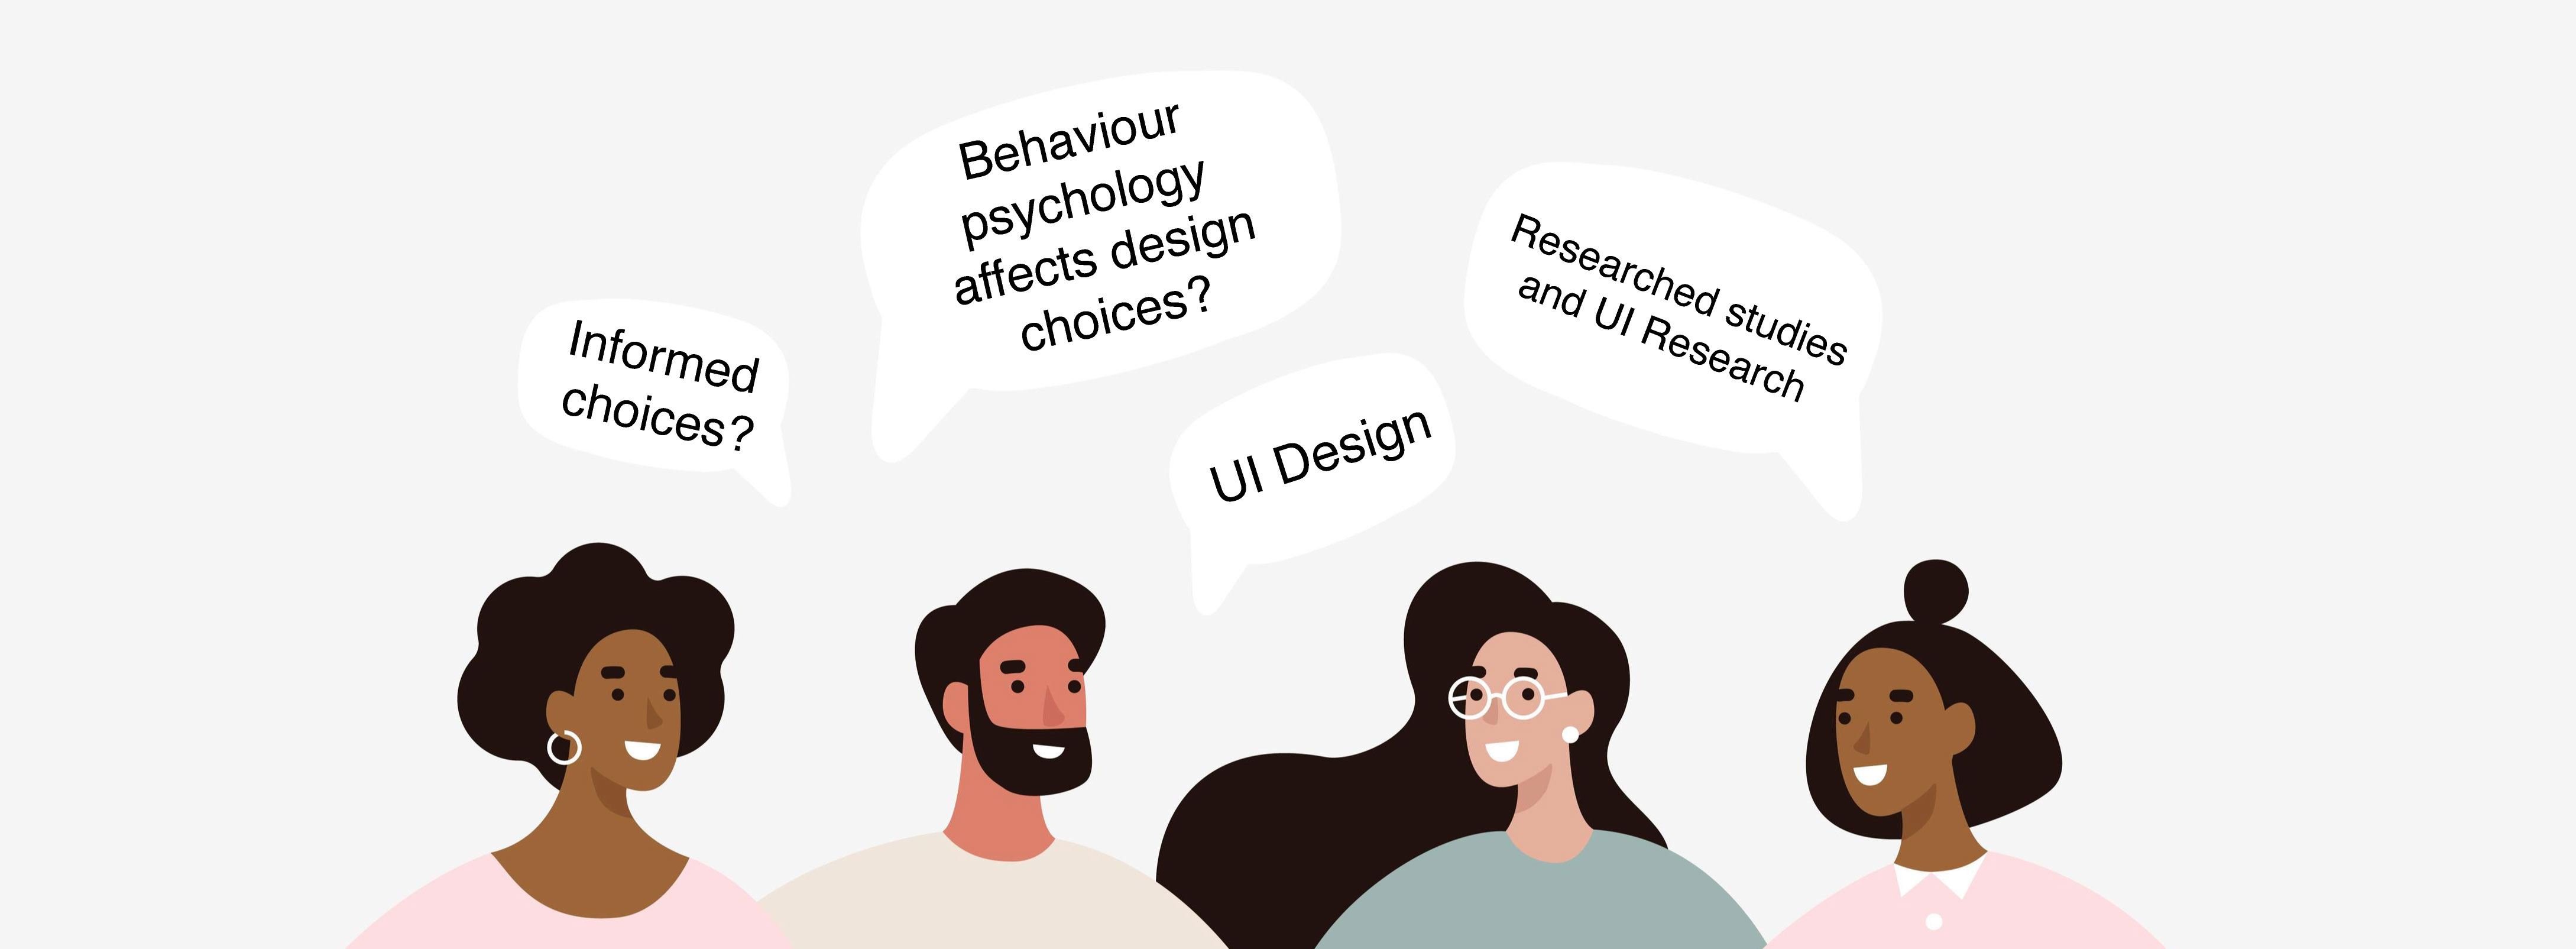 Informed
choices?
Behaviour
psychology
affects design
choices?
UI Design
Researched studies
and UI Research